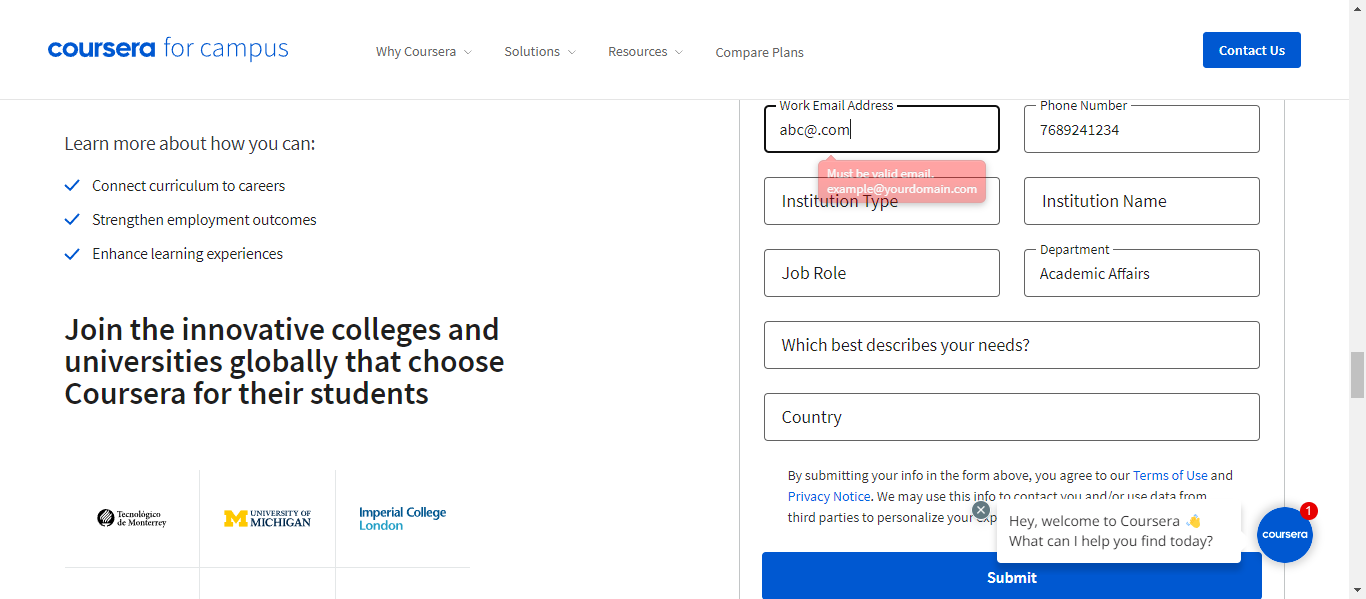 coursera for campus
Why Coursera
Solutions
Resources
Compare Plans
Contact Us
Learn more about how you can:
Connect curriculum to careers
Strengthen employment outcomes
Enhance learning experiences
Join the innovative colleges and
universities globally that choose
Coursera for their students
Tecnológico
de Monterrey
M UNIVERSITY OF
MICHIGAN
Imperial College
London
Work Email Address
abc@.com
Phone Number
7689241234
Must be valid email.
example@yourdomain.com
Institution Type
Institution Name
Job Role
Department
Academic Affairs
Which best describes your needs?
Country
By submitting your info in the form above, you agree to our Terms of Use and
Privacy Notice. We may use this info to contact you and/or use data from
third parties to personalize your
Hey, welcome to Coursera 👋
What can I help you find today?
coursera
1
Submit